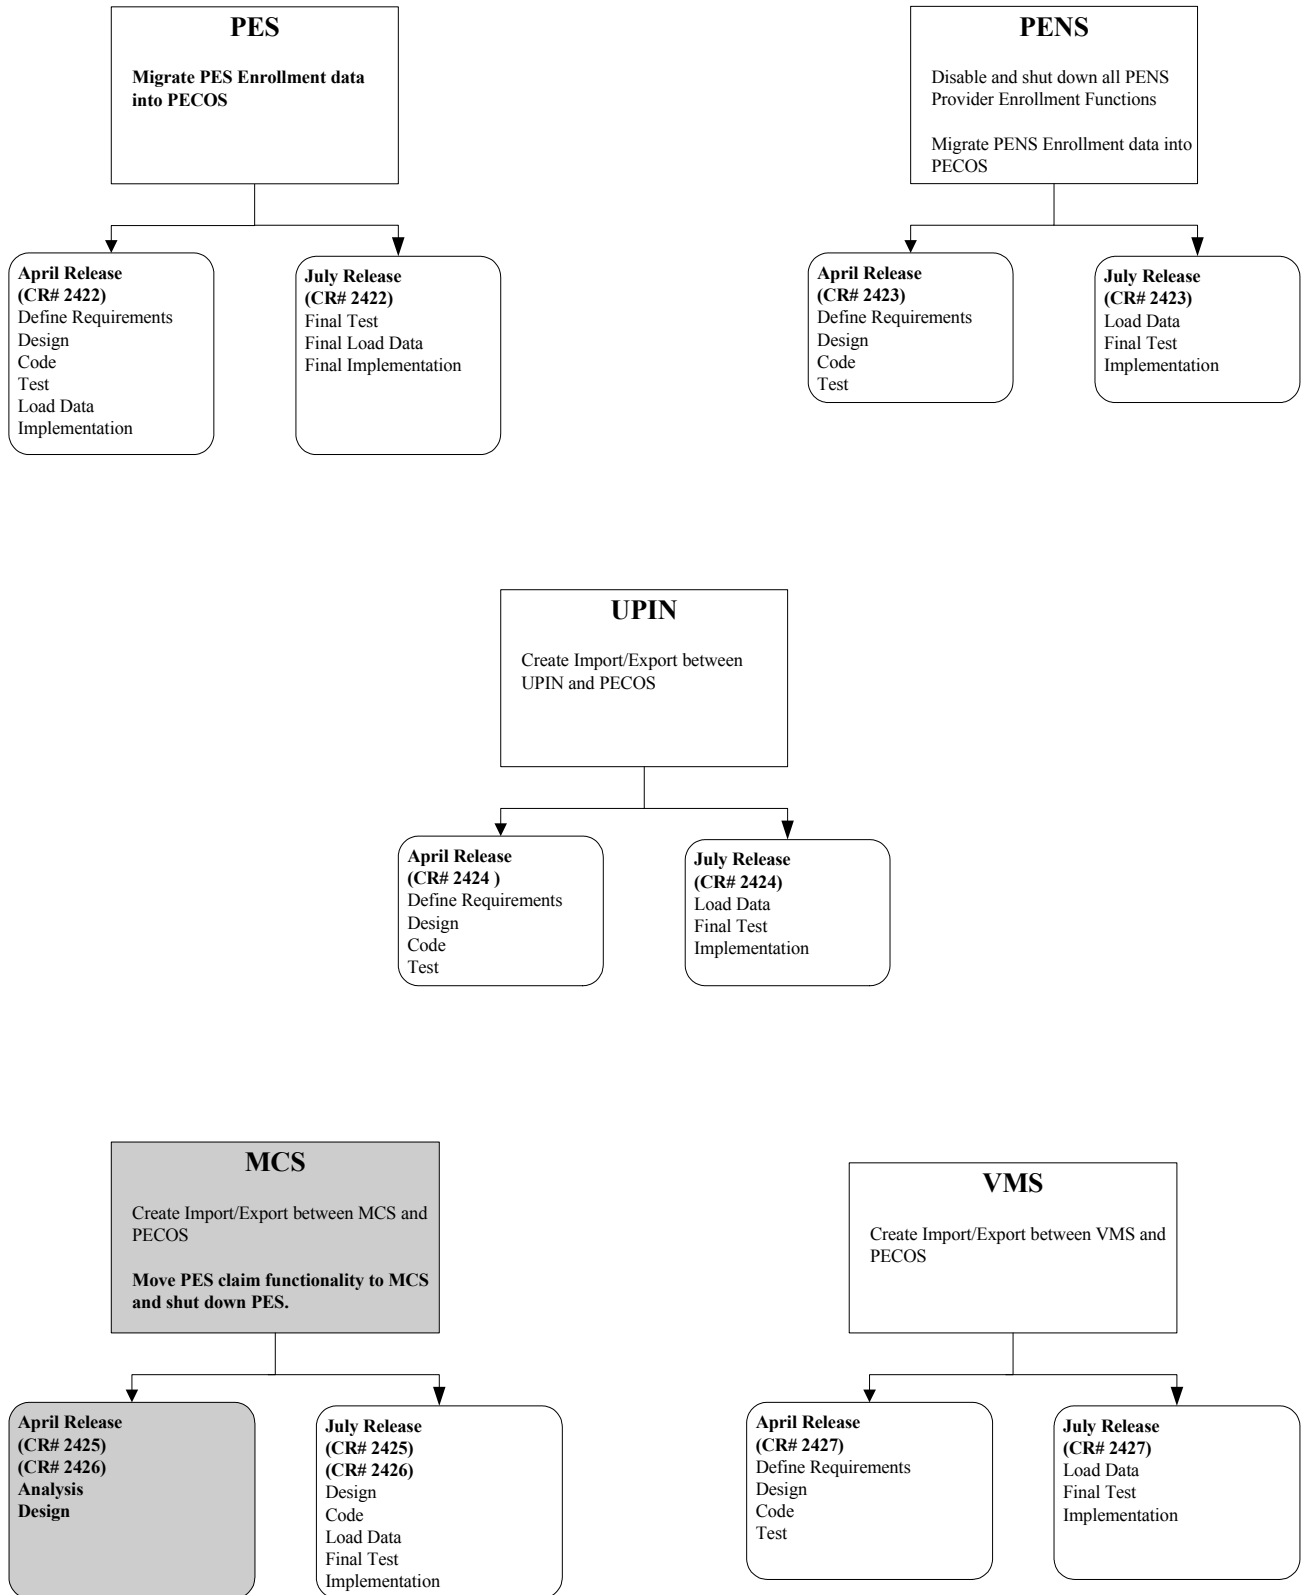 PES
Migrate PES Enrollment data
into PECOS
PENS
Disable and shut down all PENS
Provider Enrollment Functions
Migrate PENS Enrollment data into
PECOS
April Release
(CR# 2422)
Define Requirements
Design
Code
Test
Load Data
Implementation
July Release
(CR# 2422)
Final Test
Final Load Data
Final Implementation
April Release
(CR# 2423)
Define Requirements
Design
Code
Test
July Release
(CR# 2423)
Load Data
Final Test
Implementation
UPIN
Create Import/Export between
UPIN and PECOS
April Release
(CR# 2424 )
Define Requirements
Design
Code
Test
July Release
(CR# 2424)
Load Data
Final Test
Implementation
MCS
Create Import/Export between MCS and
PECOS
Move PES claim functionality to MCS
and shut down PES.
VMS
Create Import/Export between VMS and
PECOS
April Release
(CR# 2425)
(CR# 2426)
Analysis
Design
July Release
(CR# 2425)
(CR# 2426)
Design
Code
Load Data
Final Test
Implementation
April Release
(CR# 2427)
Define Requirements
Design
Code
Test
July Release
(CR# 2427)
Load Data
Final Test
Implementation